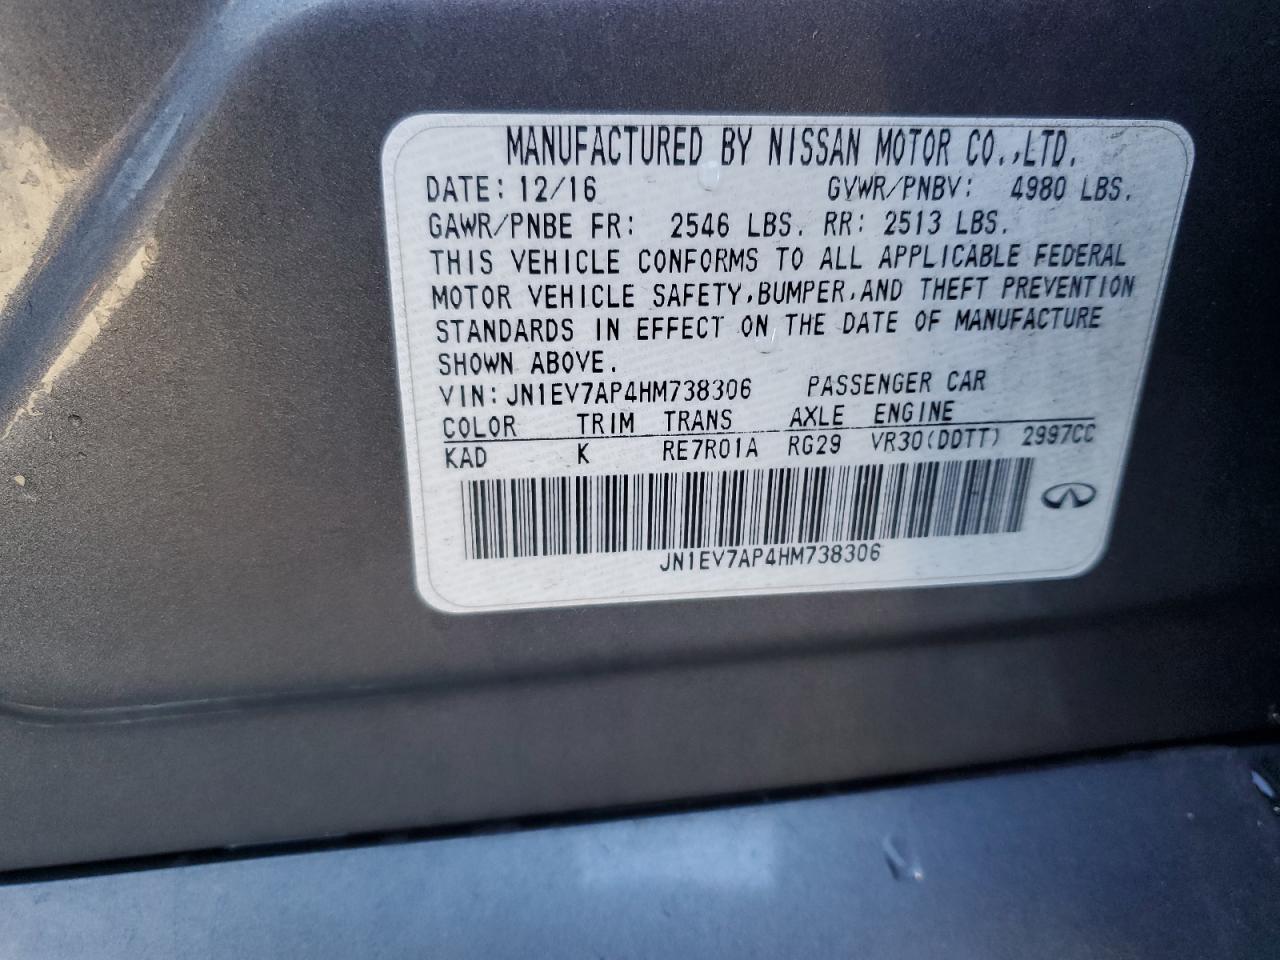 MANUFACTURED BY NISSAN MOTOR CO.,LTD.
DATE: 12/16 GVWR/PNBV: 4980 LBS.
GAWR/PNBE FR: 2546 LBS. RR: 2513 LBS.
THIS VEHICLE CONFORMS TO ALL APPLICABLE FEDERAL
MOTOR VEHICLE SAFETY,BUMPER,AND THEFT PREVENTION
STANDARDS IN EFFECT ON THE DATE OF MANUFACTURE
SHOWN ABOVE.
VIN: JN1EV7AP4HM738306 PASSENGER CAR
COLOR TRIM TRANS AXLE ENGINE
KAD K RE7R01A RG29 VR30(DDTT) 2997CC
JN1EV7AP4HM738306